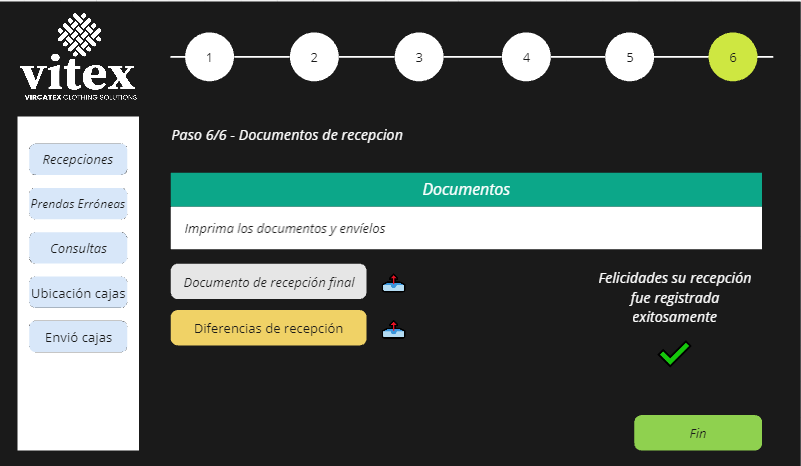 vitex
VIRCATEX CLOTHING SOLUTIONS
1 2 3 4 5 6
Paso 6/6 - Documentos de recepcion
Recepciones
Prendas Erróneas
Consultas
Ubicación cajas
Envió cajas
Documentos
Imprima los documentos y envíelos
Documento de recepción final
Diferencias de recepción
Felicidades su recepción
fue registrada
exitosamente
Fin